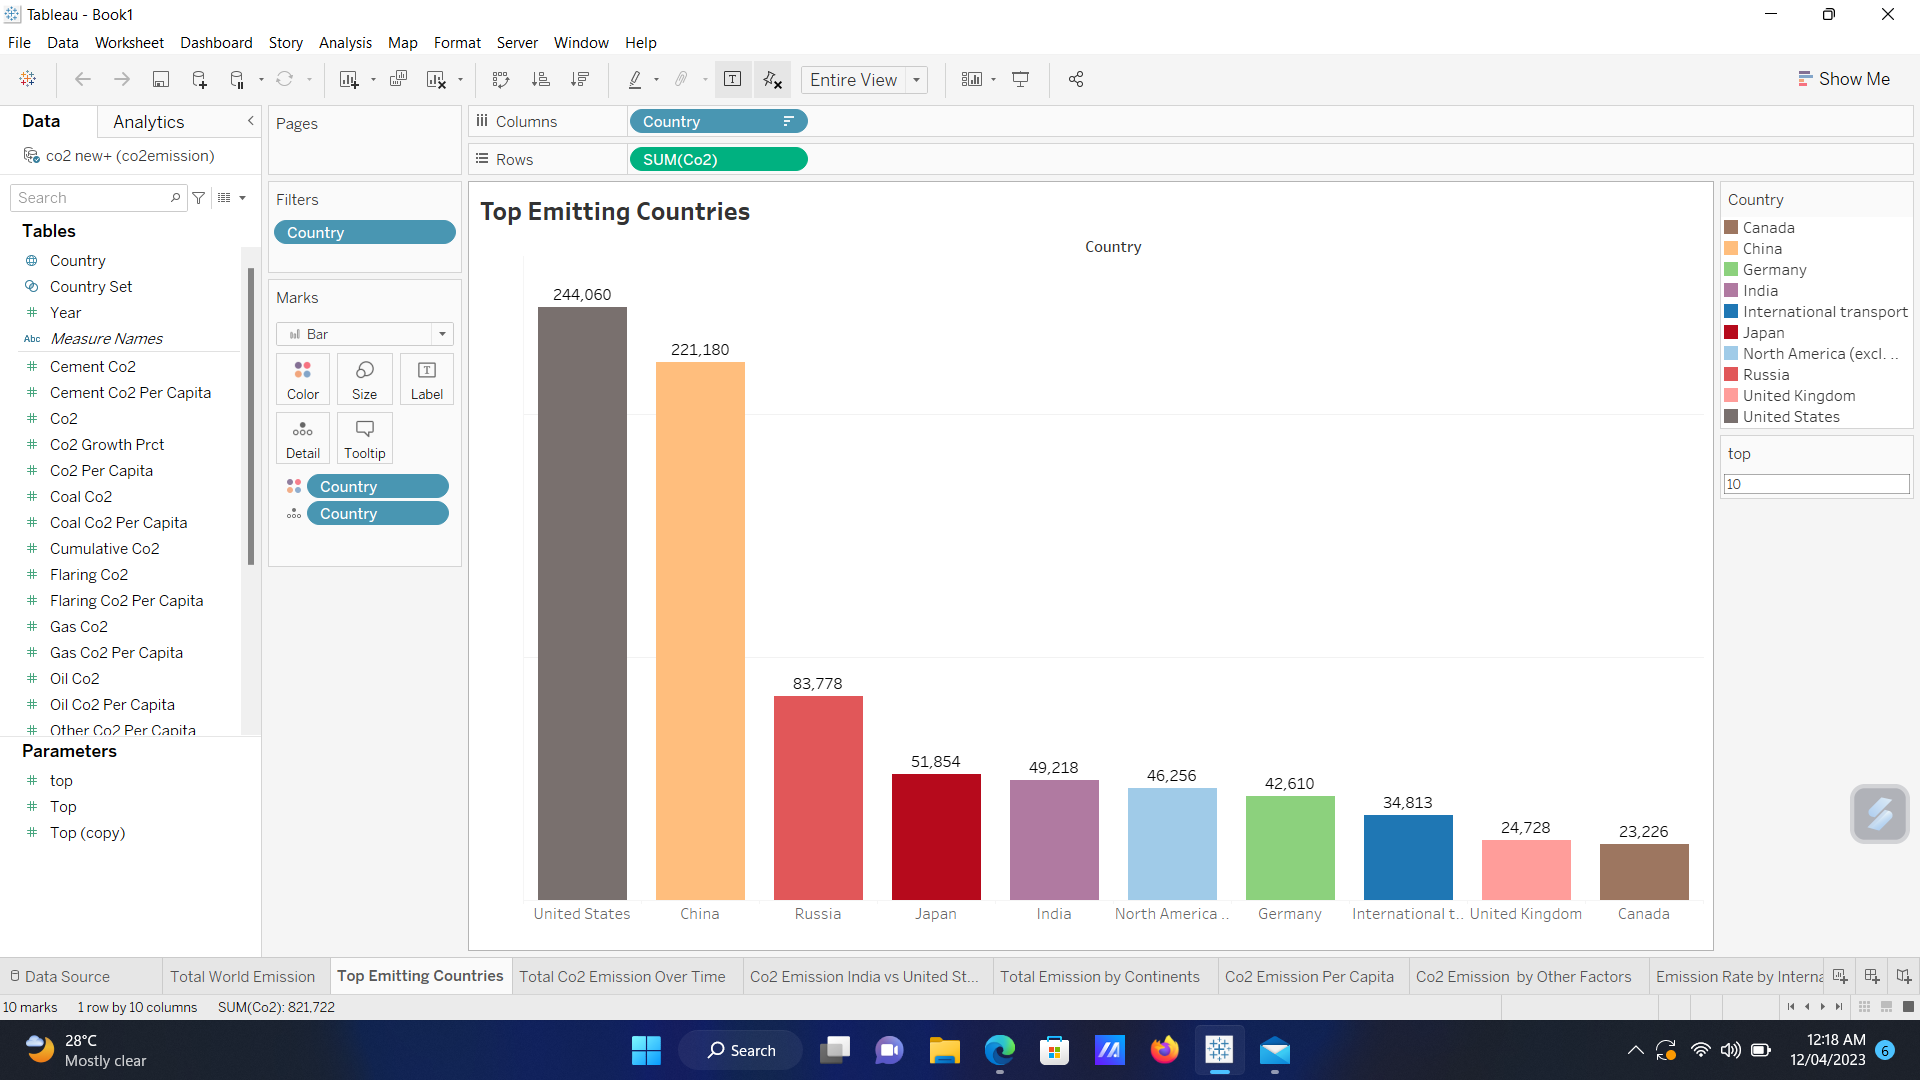 Tableau - Book1
File Data Worksheet Dashboard Story Analysis Map Format Server Window Help
Entire View
Show Me
Data Analytics
co2 new+ (co2emission)
Search
Tables
Country
Country Set
Year
Abc Measure Names
Cement Co2
Cement Co2 Per Capita
Co2
Co2 Growth Prct
Co2 Per Capita
Coal Co2
Coal Co2 Per Capita
Cumulative Co2
Flaring Co2
Flaring Co2 Per Capita
Gas Co2
Gas Co2 Per Capita
Oil Co2
Oil Co2 Per Capita
Other Co2 Per Capita
Parameters
top
Top
Top (copy)
Pages
Filters
Country
Marks
Bar
Color Size Label
Detail Tooltip
Country
Country
Columns Country
Rows SUM(Co2)
Top Emitting Countries
Country
244,060
221,180
83,778
51,854
49,218
46,256
42,610
34,813
24,728
23,226
United States China Russia Japan India North America .. Germany International t.. United Kingdom Canada
Country
Canada
China
Germany
India
International transport
Japan
North America (excl. ..
Russia
United Kingdom
United States
top
10
Data Source Total World Emission Top Emitting Countries Total Co2 Emission Over Time Co2 Emission India vs United St... Total Emission by Continents Co2 Emission Per Capita Co2 Emission by Other Factors Emission Rate by Interna
10 marks 1 row by 10 columns SUM(Co2): 821,722
28°C
Mostly clear
Search
12:18 AM
12/04/2023
6